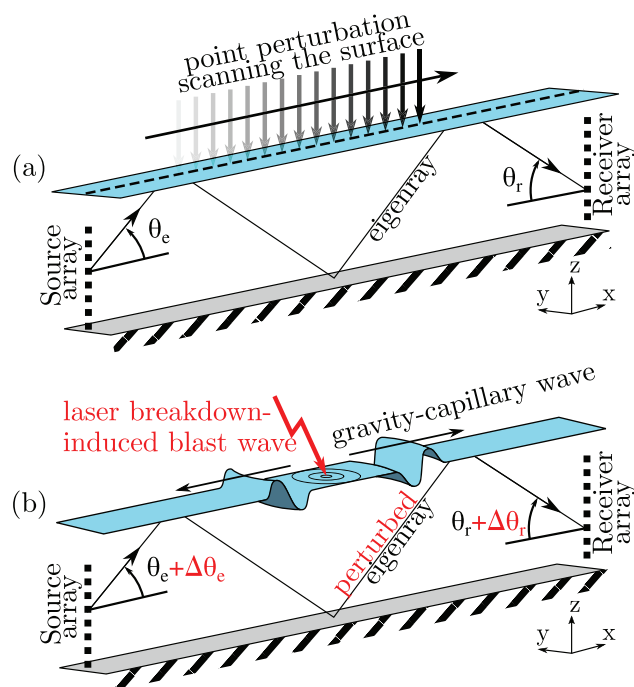 point perturbation
scanning the surface
(a)
θr
Receiver
array
eigenray
θe
Source
array
z
y
x
laser breakdown-
induced blast wave
gravity-capillary wave
(b)
θr+Δθr
Receiver
array
perturbed
eigenray
θe+Δθe
Source
array
z
y
x